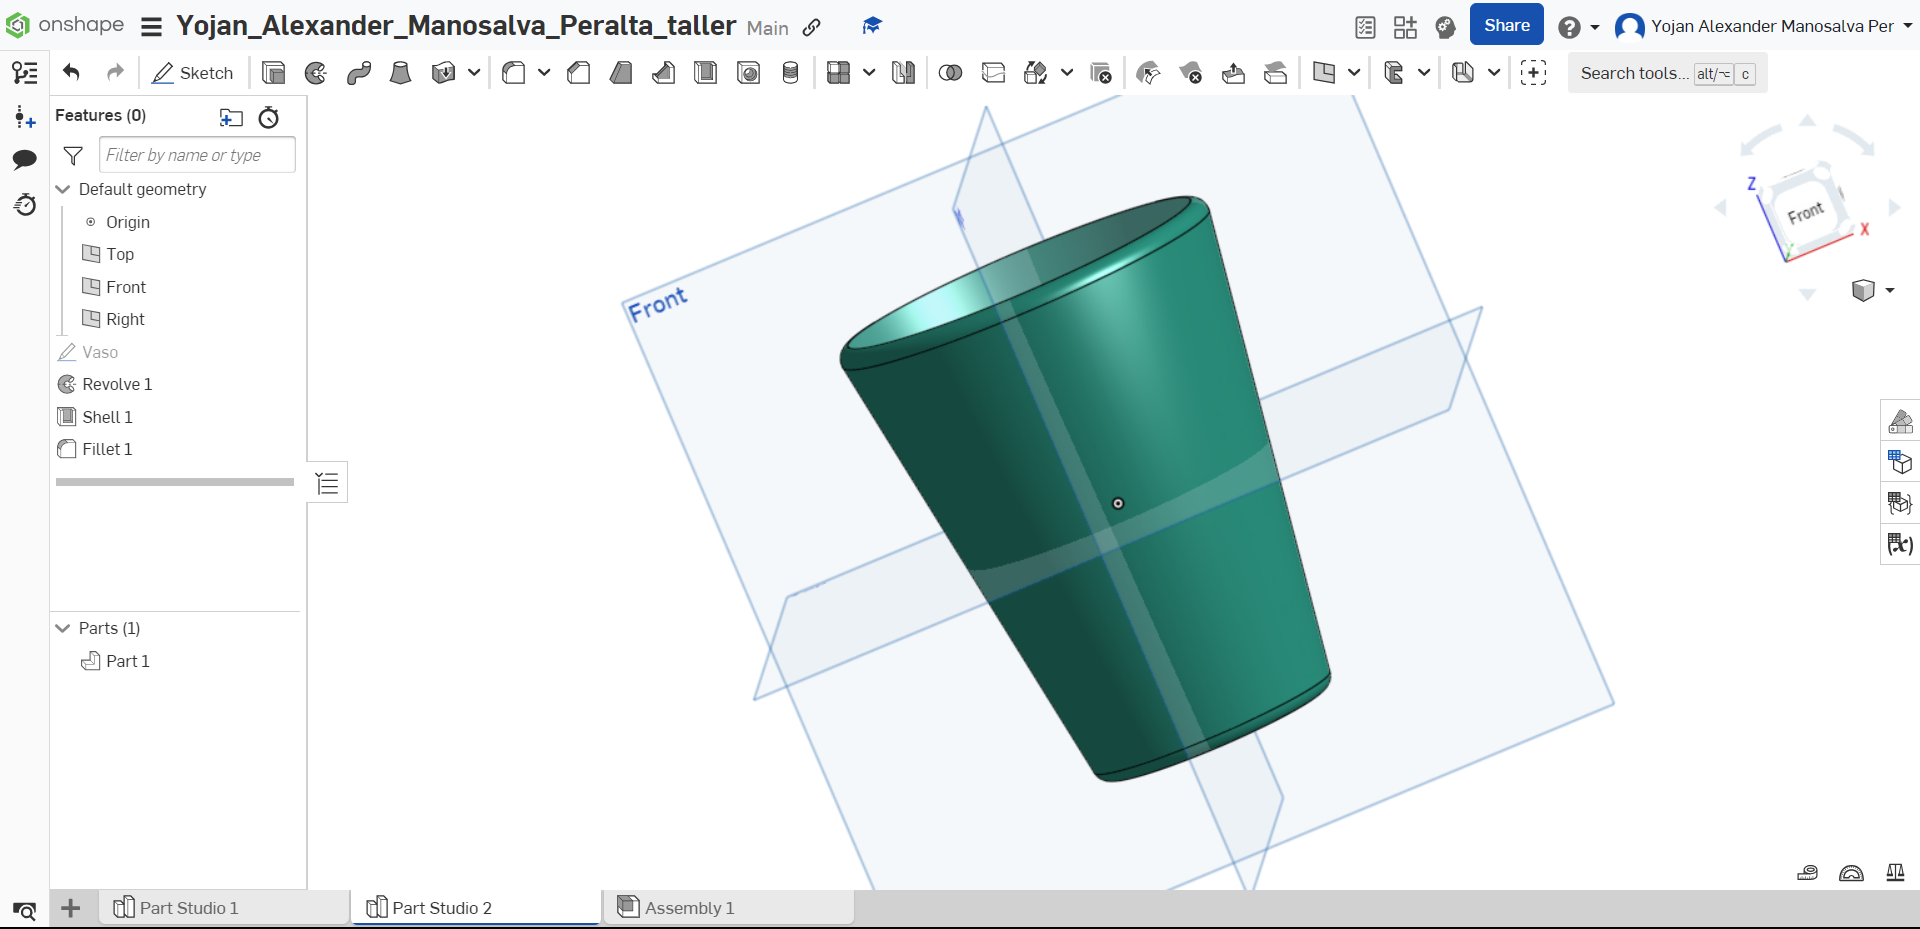 onshape
Yojan_Alexander_Manosalva_Peralta_taller Main
Share
Yojan Alexander Manosalva Per
Sketch
Search tools... alt/⌥ c
Features (0)
Filter by name or type
Default geometry
Origin
Top
Front
Right
Vaso
Revolve 1
Shell 1
Fillet 1
Parts (1)
Part 1
Front
Z
Front
X
Y
Part Studio 1
Part Studio 2
Assembly 1